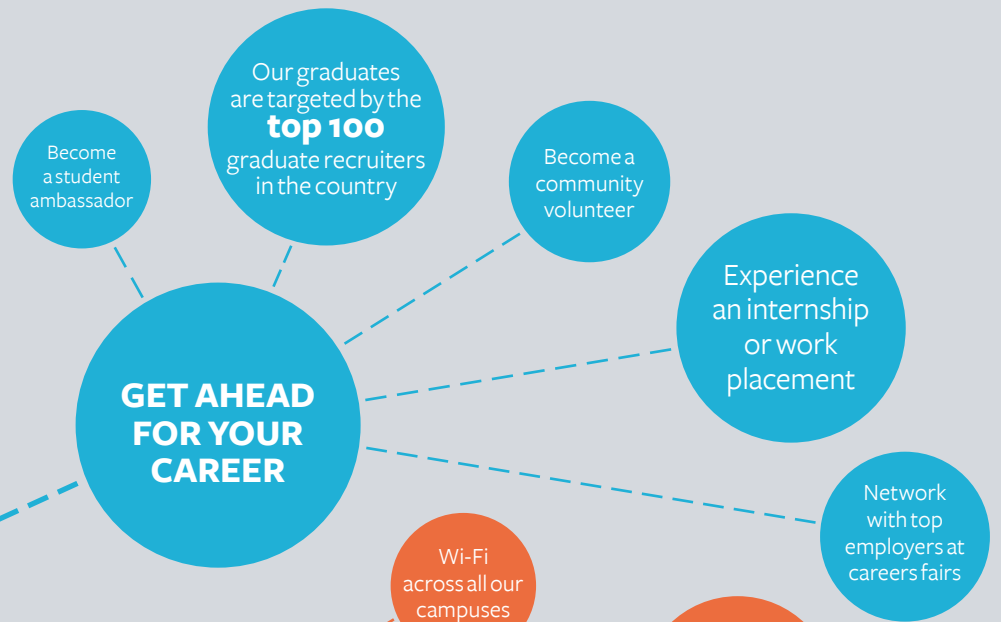 Our graduates
are targeted by the
top 100
graduate recruiters
in the country
Become
a student
ambassador
Become a
community
volunteer
Experience
an internship
or work
placement
GET AHEAD
FOR YOUR
CAREER
Network
with top
employers at
careers fairs
Wi-Fi
across all our
campuses